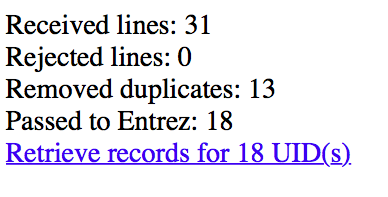 Received lines: 31
Rejected lines: 0
Removed duplicates: 13
Passed to Entrez: 18
Retrieve records for 18 UID(s)